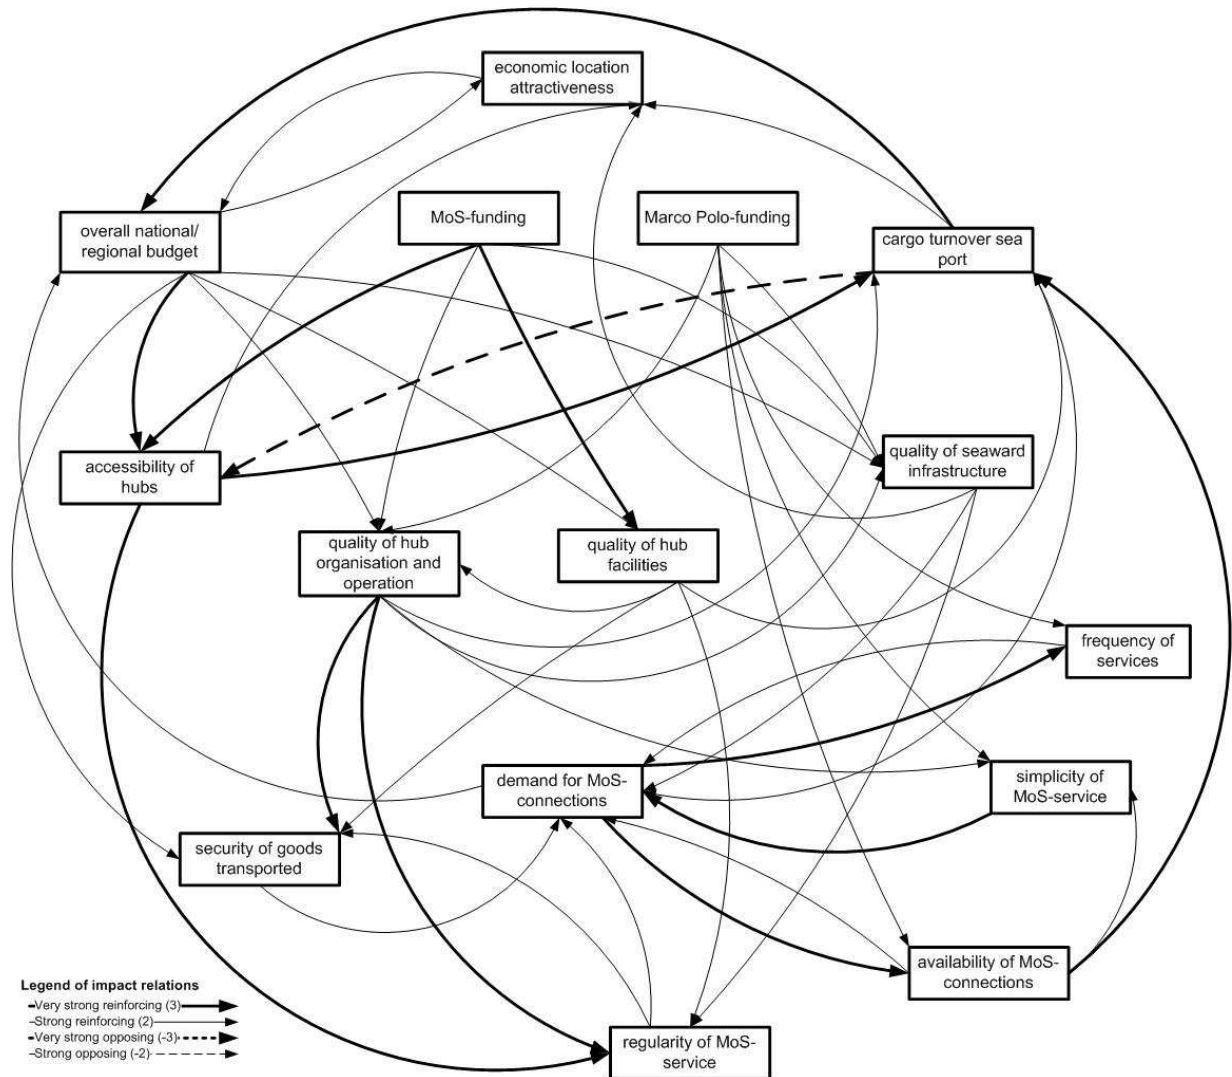 economic location
attractiveness
overall national/
regional budget
MoS-funding
Marco Polo-funding
cargo turnover sea
port
accessibility of
hubs
quality of seaward
infrastructure
quality of hub
organisation and
operation
quality of hub
facilities
frequency of
services
demand for MoS-
connections
simplicity of
MoS-service
security of goods
transported
availability of MoS-
connections
regularity of MoS-
service
Legend of impact relations
Very strong reinforcing (3)
Strong reinforcing (2)
Very strong opposing (-3)
Strong opposing (-2)